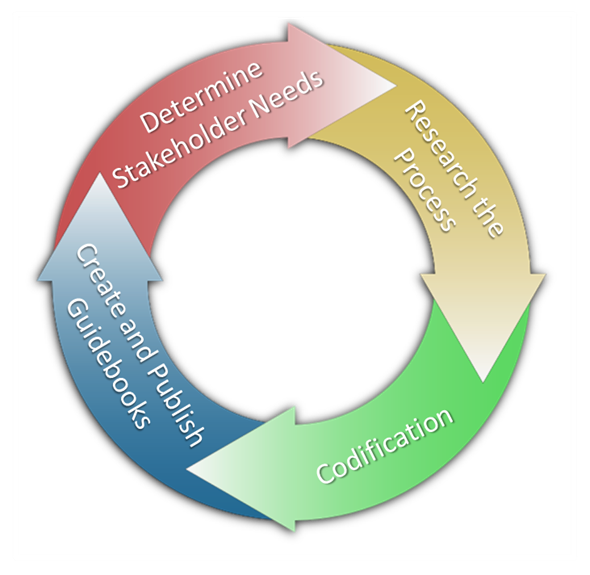 Determine
Stakeholder Needs
Research the
Process
Codification
Create and Publish
Guidebooks